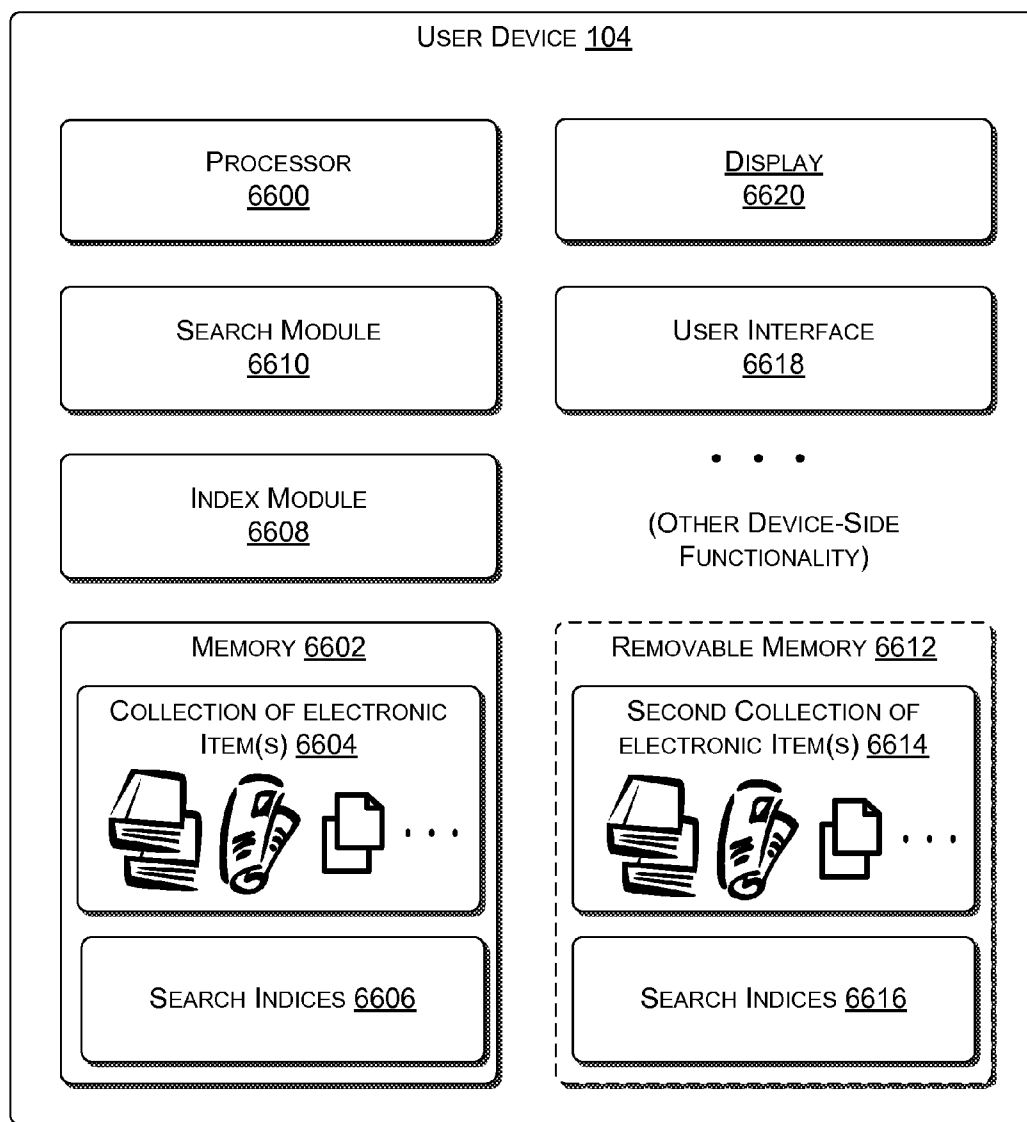 USER DEVICE 104
PROCESSOR
6600
DISPLAY
6620
SEARCH MODULE
6610
USER INTERFACE
6618
INDEX MODULE
6608
. . .
(OTHER DEVICE-SIDE
FUNCTIONALITY)
MEMORY 6602
COLLECTION OF ELECTRONIC
ITEM(S) 6604
. . .
SEARCH INDICES 6606
REMOVABLE MEMORY 6612
SECOND COLLECTION OF
ELECTRONIC ITEM(S) 6614
. . .
SEARCH INDICES 6616